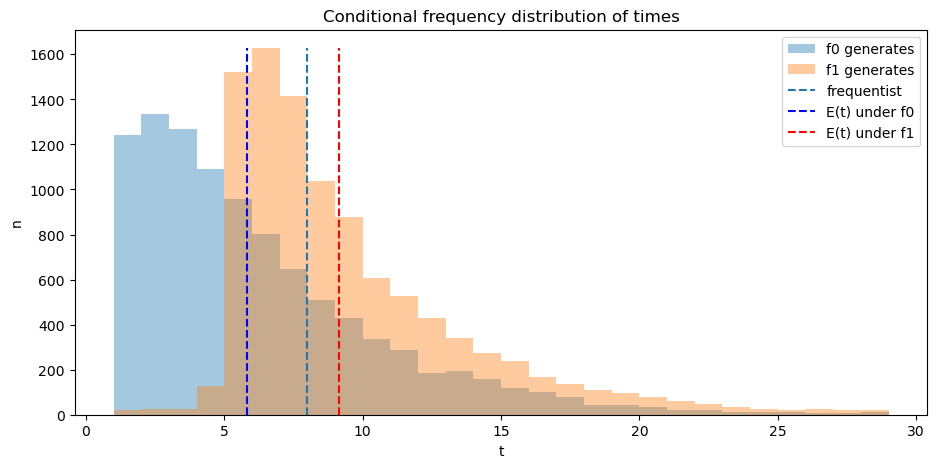 Conditional frequency distribution of times
f0 generates
f1 generates
frequentist
E(t) under f0
E(t) under f1
1600
1400
1200
1000
800
600
400
200
0
n
0 5 10 15 20 25 30
t